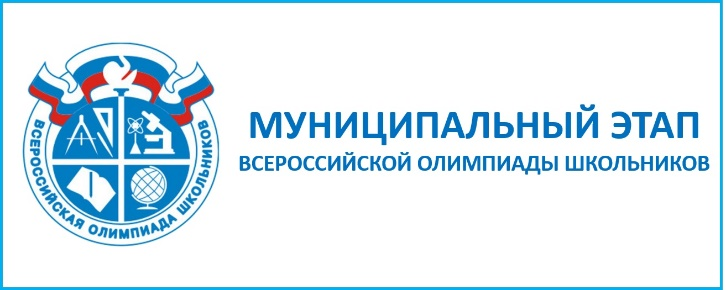 ВСЕРОССИЙСКАЯ ОЛИМПИАДА ШКОЛЬНИКОВ
МУНИЦИПАЛЬНЫЙ ЭТАП
ВСЕРОССИЙСКОЙ ОЛИМПИАДЫ ШКОЛЬНИКОВ